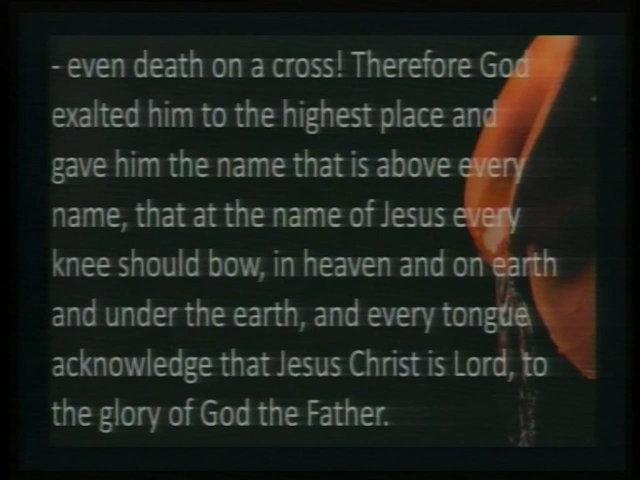 - even death on a cross! Therefore God
exalted him to the highest place and
gave him the name that is above every
name, that at the name of Jesus every
knee should bow, in heaven and on earth
and under the earth, and every tongue
acknowledge that Jesus Christ is Lord, to
the glory of God the Father.